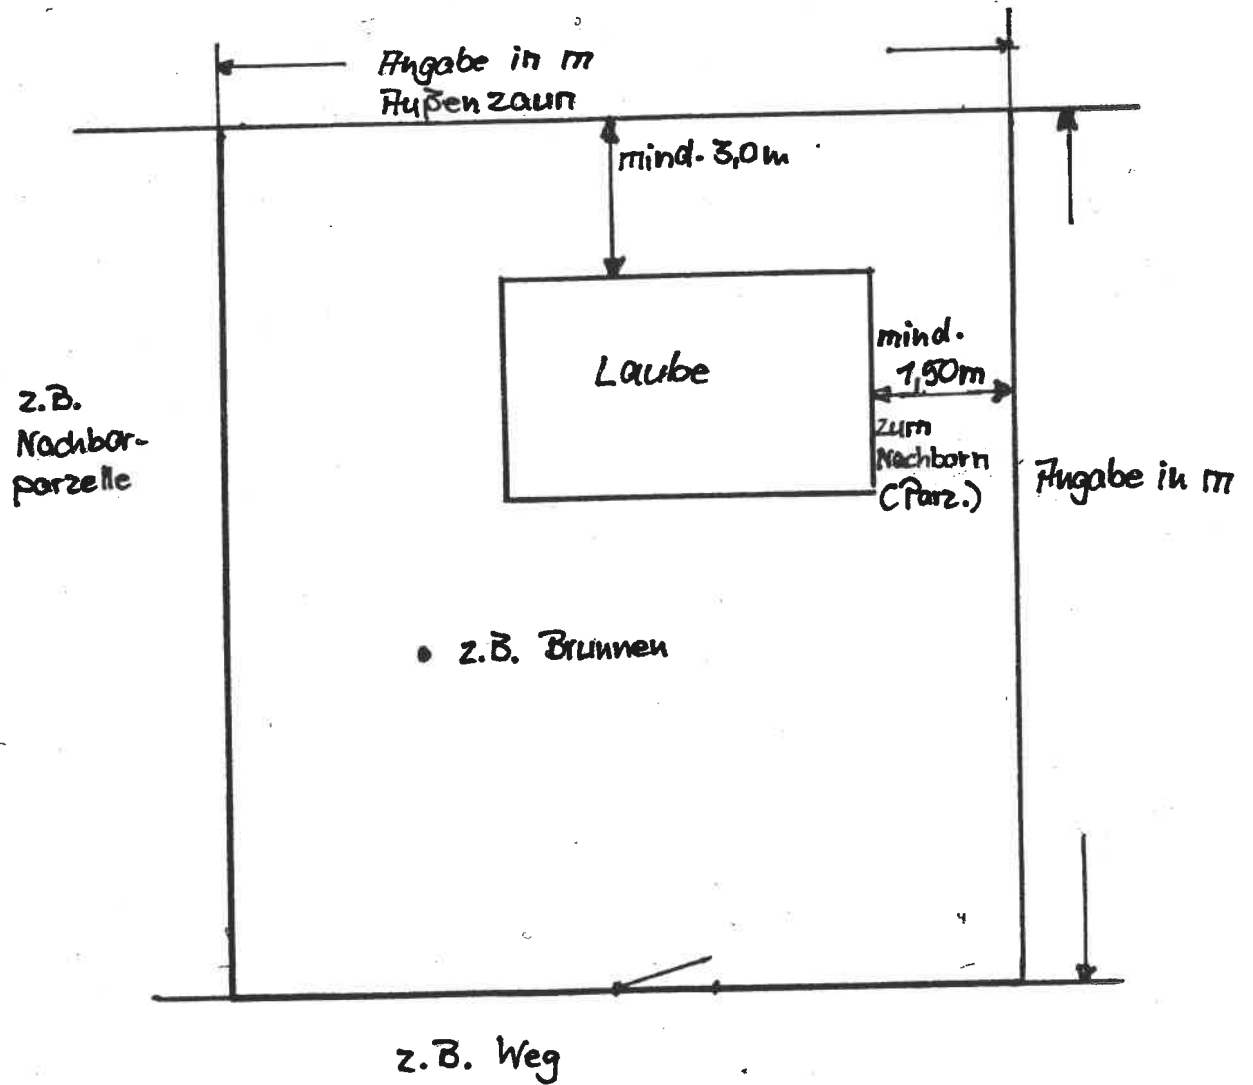 Angabe in m
Außenzaun
mind. 3,0m
Laube
mind.
1,50m
zum
Nachbarn
(Parz.)
z.B.
Nachbar-
parzelle
Angabe in m
z.B. Brunnen
z.B. Weg